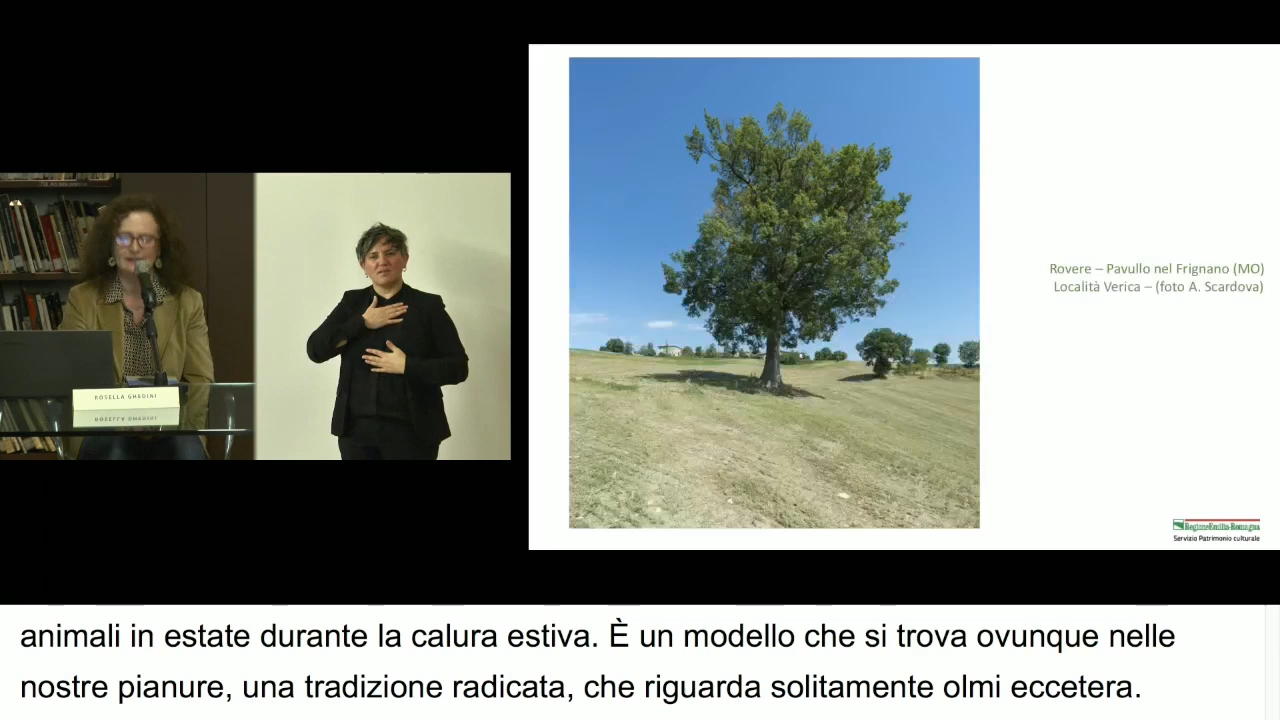 ROSELLA GHEDINI
Rovere – Pavullo nel Frignano (MO)
Località Verica – (foto A. Scardova)
RegioneEmilia-Romagna
Servizio Patrimonio culturale
animali in estate durante la calura estiva. È un modello che si trova ovunque nelle
nostre pianure, una tradizione radicata, che riguarda solitamente olmi eccetera.